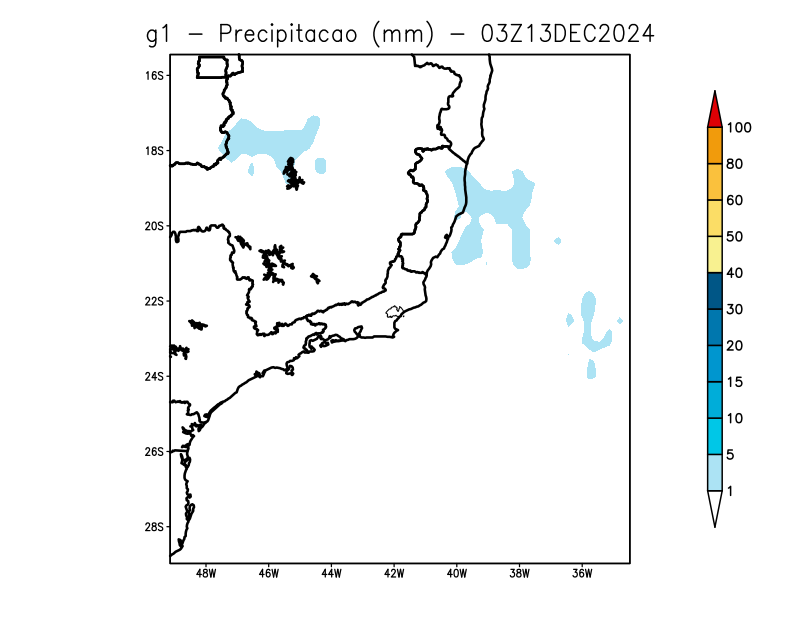 g1 – Precipitacao (mm) – 03Z13DEC2024
16S
18S
20S
22S
24S
26S
28S
48W 46W 44W 42W 40W 38W 36W
100
80
60
50
40
30
20
15
10
5
1